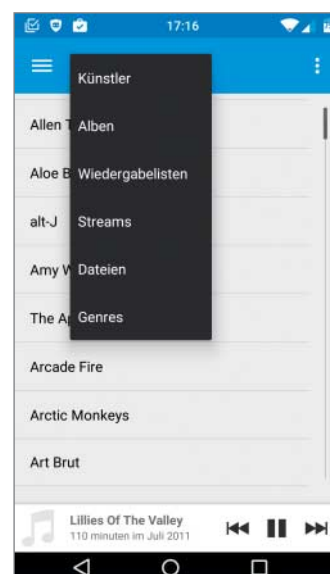 17:16
Künstler
Alben
Wiedergabelisten
Streams
Dateien
Genres
Allen
Aloe B
alt-J
Amy
The
Arcade Fire
Arctic Monkeys
Art Brut
Lillies Of The Valley
110 minuten im Juli 2011